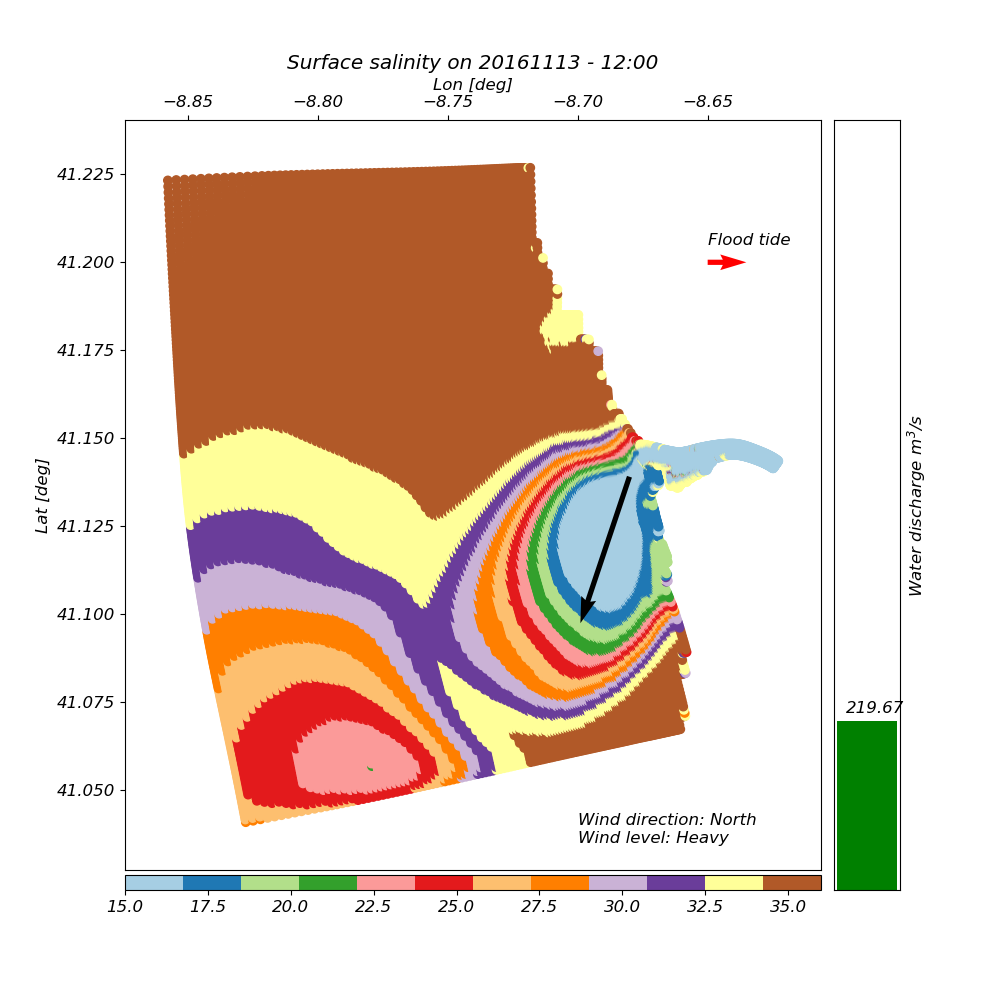 Surface salinity on 20161113 - 12:00
Lon [deg]
−8.85 −8.80 −8.75 −8.70 −8.65
41.225
41.200
41.175
41.150
41.125
41.100
41.075
41.050
Lat [deg]
Flood tide
Wind direction: North
Wind level: Heavy
219.67
Water discharge m³/s
15.0 17.5 20.0 22.5 25.0 27.5 30.0 32.5 35.0